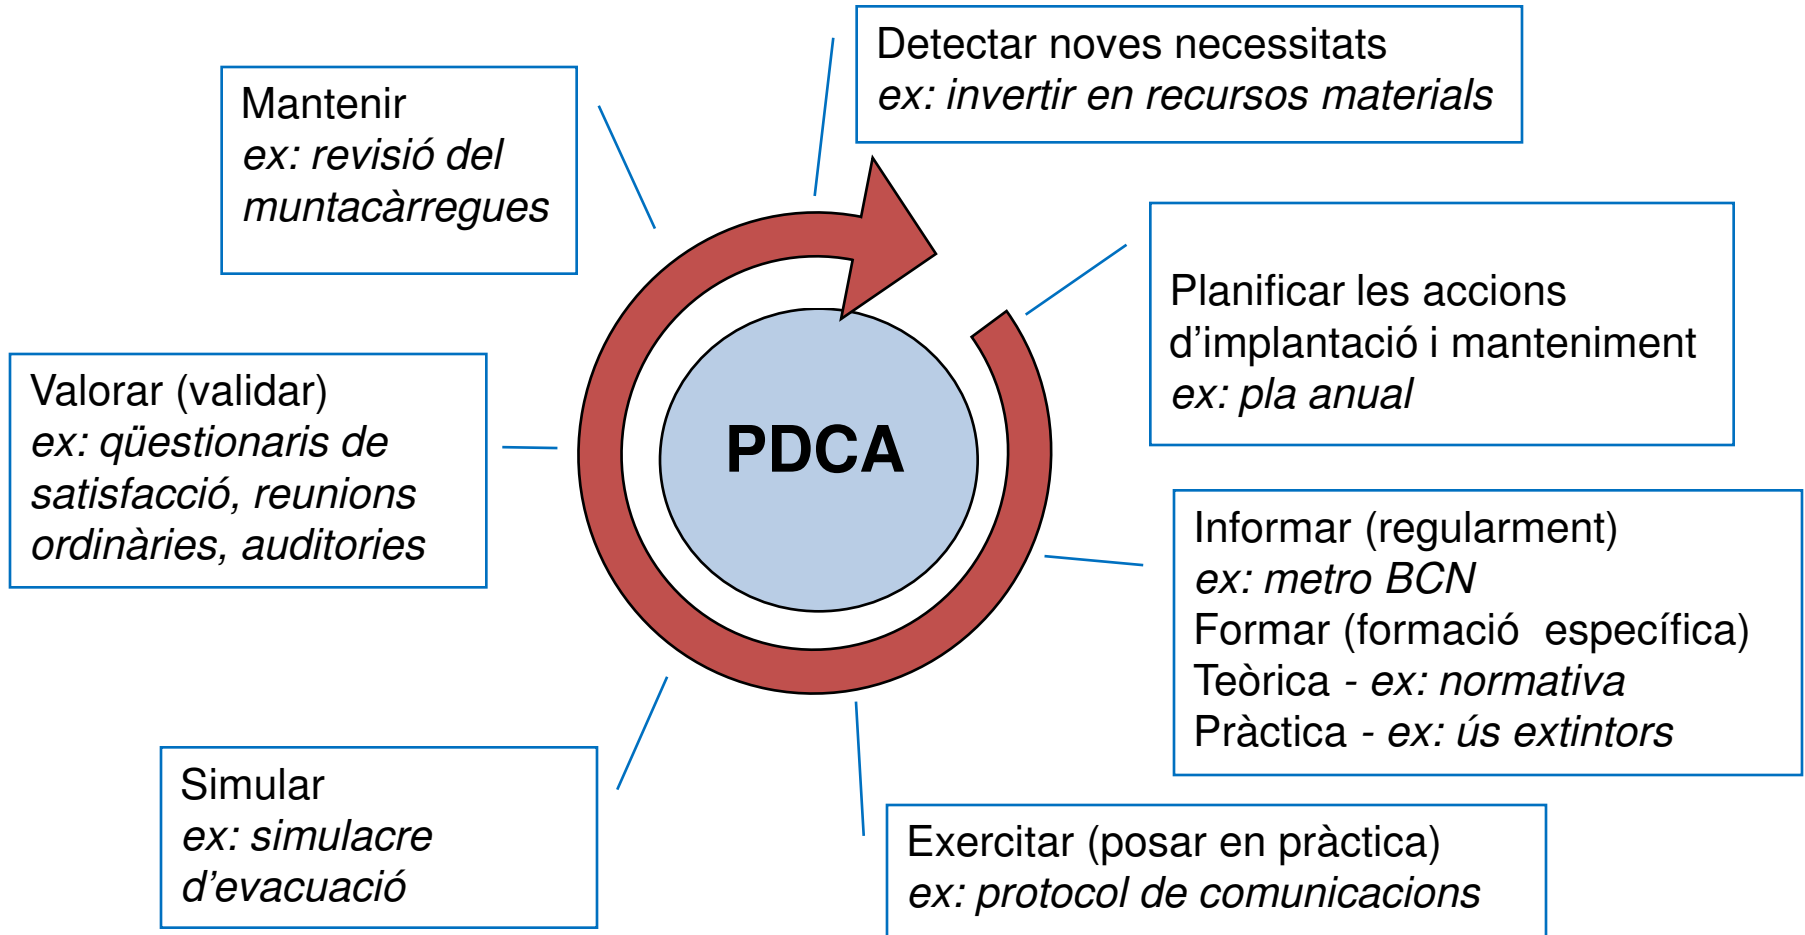 Detectar noves necessitats
ex: invertir en recursos materials
Mantenir
ex: revisió del
muntacàrregues
Planificar les accions
d’implantació i manteniment
ex: pla anual
Valorar (validar)
ex: qüestionaris de
satisfacció, reunions
ordinàries, auditories
PDCA
Informar (regularment)
ex: metro BCN
Formar (formació  específica)
Teòrica - ex: normativa
Pràctica - ex: ús extintors
Simular
ex: simulacre
d’evacuació
Exercitar (posar en pràctica)
ex: protocol de comunicacions